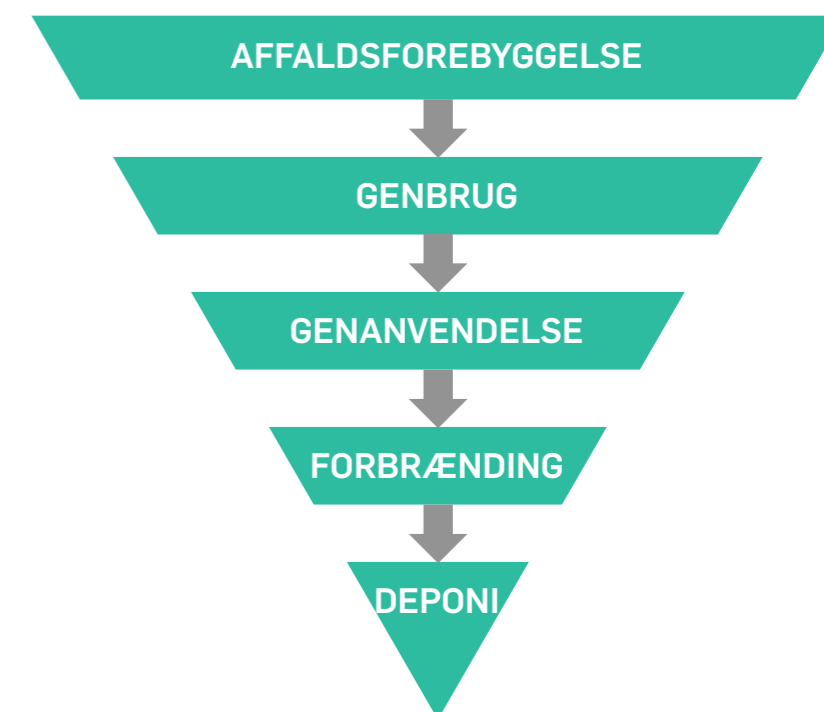 AFFALDSFOREBYGGELSE
GENBRUG
GENANVENDELSE
FORBRÆNDING
DEPONI